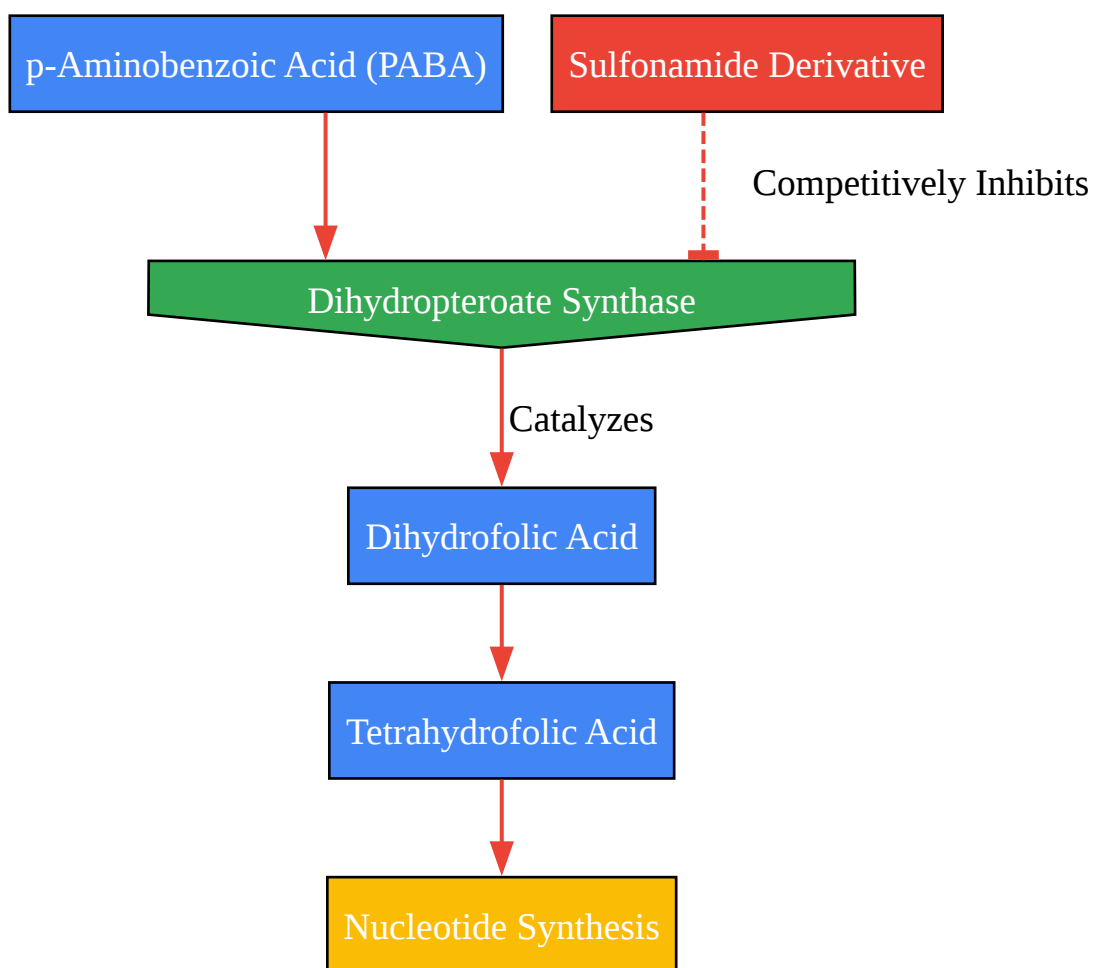 p-Aminobenzoic Acid (PABA)
Sulfonamide Derivative
Competitively Inhibits
Dihydropteroate Synthase
Catalyzes
Dihydrofolic Acid
Tetrahydrofolic Acid
Nucleotide Synthesis